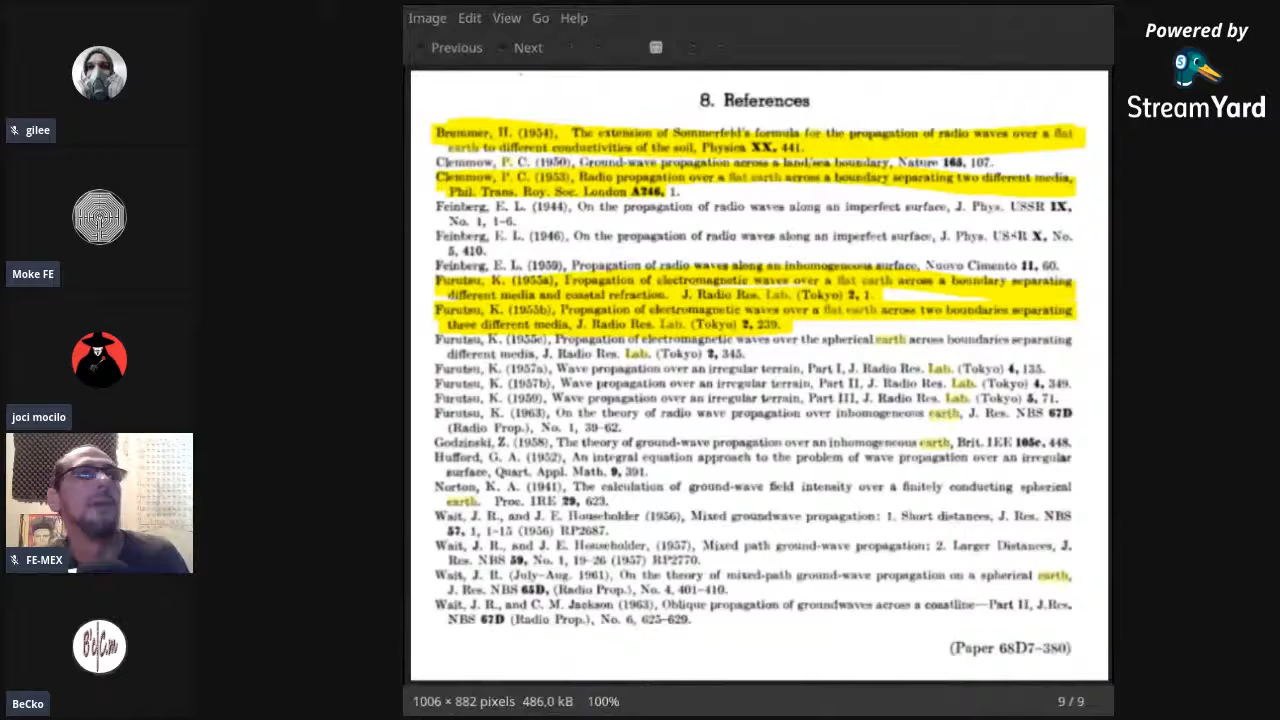 Image Edit View Go Help
Previous Next
Powered by
StreamYard
gilee
Moke FE
joci mocilo
FE-MEX
BeCko
8. References
Bremmer, H. (1954), The extension of Sommerfeld's formula for the propagation of radio waves over a flat
earth to different conductivities of the soil, Physica XX, 441.
Clemmow, P. C. (1950), Ground-wave propagation across a land/sea boundary, Nature 165, 107.
Clemmow, P. C. (1953), Radio propagation over a flat earth across a boundary separating two different media,
Phil. Trans. Roy. Soc. London A246, 1.
Feinberg, E. L. (1944), On the propagation of radio waves along an imperfect surface, J. Phys. USSR IX,
No. 1, 1-6.
Feinberg, E. L. (1946), On the propagation of radio waves along an imperfect surface, J. Phys. USSR X, No.
5, 410.
Feinberg, E. L. (1959), Propagation of radio waves along an inhomogeneous surface, Nuovo Cimento 11, 60.
Furutsu, K. (1955a), Propagation of electromagnetic waves over a flat earth across a boundary separating
different media and coastal refraction. J. Radio Res. Lab. (Tokyo) 2, 1.
Furutsu, K. (1955b), Propagation of electromagnetic waves over a flat earth across two boundaries separating
three different media, J. Radio Res. Lab. (Tokyo) 2, 239.
Furutsu, K. (1955c), Propagation of electromagnetic waves over the spherical earth across boundaries separating
different media, J. Radio Res. Lab. (Tokyo) 2, 345.
Furutsu, K. (1957a), Wave propagation over an irregular terrain, Part I, J. Radio Res. Lab. (Tokyo) 4, 135.
Furutsu, K. (1957b), Wave propagation over an irregular terrain, Part II, J. Radio Res. Lab. (Tokyo) 4, 349.
Furutsu, K. (1959), Wave propagation over an irregular terrain, Part III, J. Radio Res. Lab. (Tokyo) 5, 71.
Furutsu, K. (1963), On the theory of radio wave propagation over inhomogeneous earth, J. Res. NBS 67D
(Radio Prop.), No. 1, 39-62.
Godzinski, Z. (1958), The theory of ground-wave propagation over an inhomogeneous earth, Brit. IEE 105c, 448.
Hufford, G. A. (1952), An integral equation approach to the problem of wave propagation over an irregular
surface, Quart. Appl. Math. 9, 391.
Norton, K. A. (1941), The calculation of ground-wave field intensity over a finitely conducting spherical
earth. Proc. IRE 29, 623.
Wait, J. R., and J. E. Householder (1956), Mixed groundwave propagation: 1. Short distances, J. Res. NBS
57, 1, 1-15 (1956) RP2687.
Wait, J. R., and J. E. Householder, (1957), Mixed path ground-wave propagation; 2. Larger Distances, J.
Res. NBS 59, No. 1, 19-26 (1957) RP2770.
Wait, J. R. (July-Aug. 1961), On the theory of mixed-path ground-wave propagation on a spherical earth,
J. Res. NBS 65D, (Radio Prop.), No. 4, 401-410.
Wait, J. R., and C. M. Jackson (1963), Oblique propagation of groundwaves across a coastline—Part II, J.Res.
NBS 67D (Radio Prop.), No. 6, 625-629.
(Paper 68D7-380)
1006 × 882 pixels 486,0 kB 100% 9 / 9